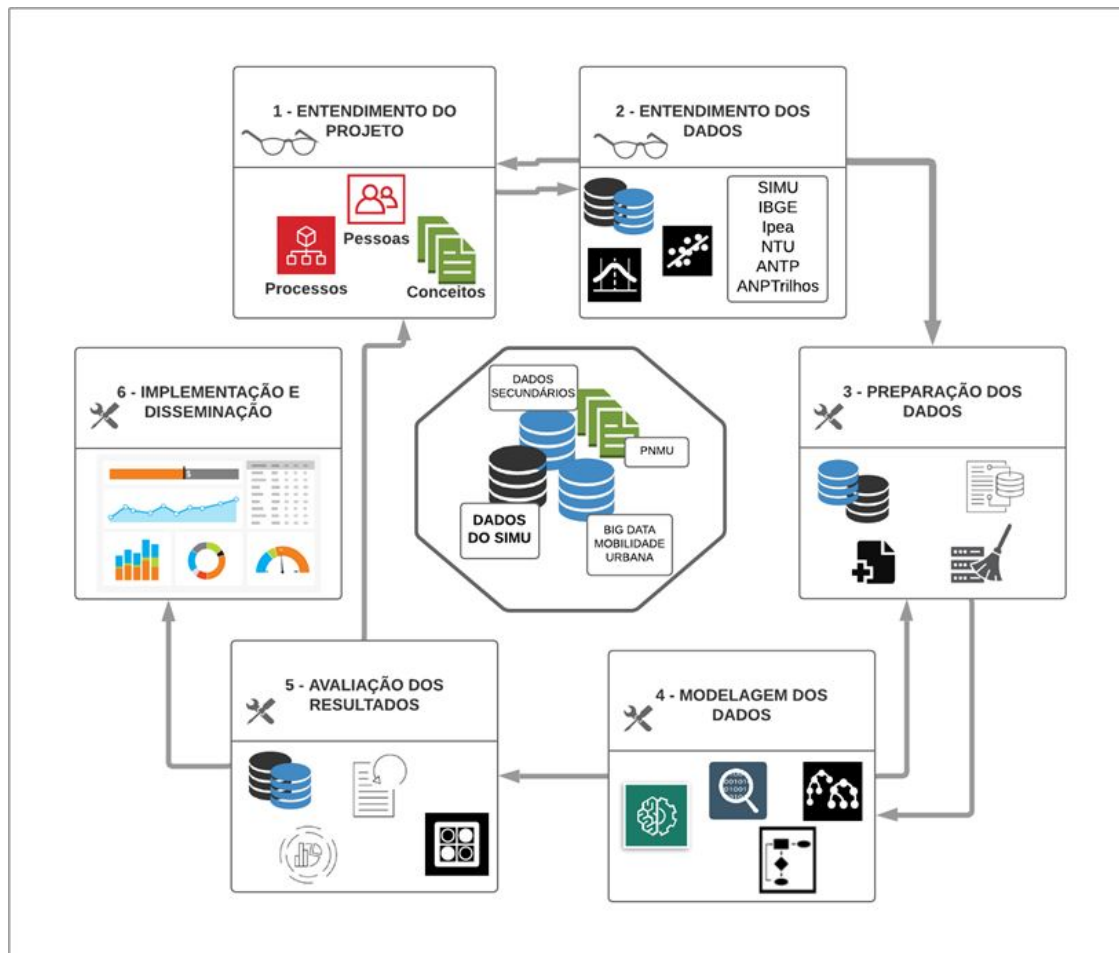 1 - ENTENDIMENTO DO
PROJETO
Pessoas
Processos
Conceitos
2 - ENTENDIMENTO DOS
DADOS
SIMU
IBGE
Ipea
NTU
ANTP
ANPTrilhos
6 - IMPLEMENTAÇÃO E
DISSEMINAÇÃO
DADOS
SECUNDÁRIOS
PNMU
DADOS
DO SIMU
BIG DATA
MOBILIDADE
URBANA
3 - PREPARAÇÃO DOS
DADOS
5 - AVALIAÇÃO DOS
RESULTADOS
4 - MODELAGEM DOS
DADOS